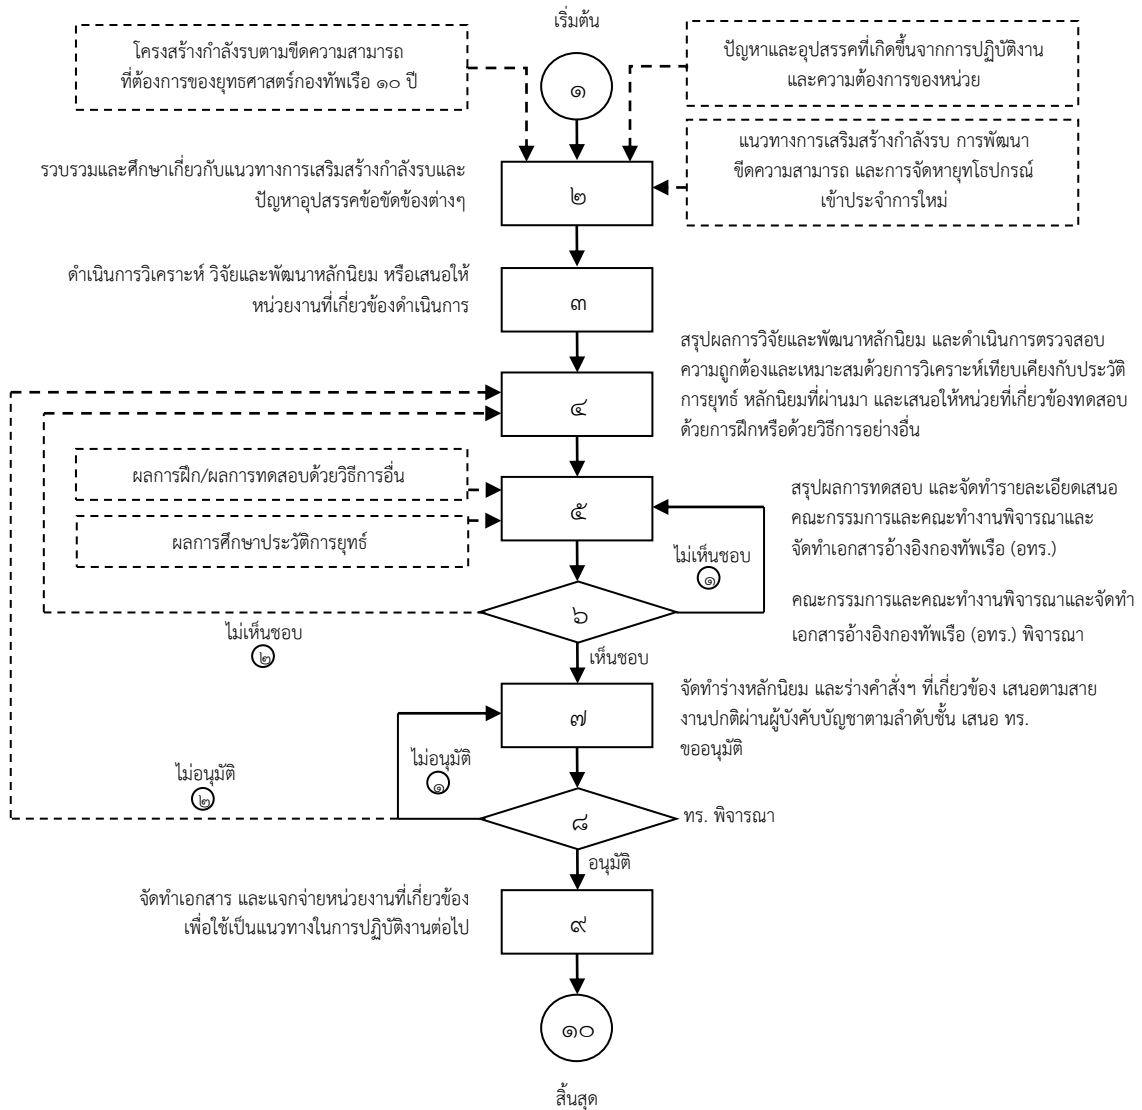 เริ่มต้น
โครงสร้างกำลังรบตามขีดความสามารถ
ที่ต้องการของยุทธศาสตร์กองทัพเรือ ๑๐ ปี
๑
ปัญหาและอุปสรรคที่เกิดขึ้นจากการปฏิบัติงาน
และความต้องการของหน่วย
แนวทางการเสริมสร้างกำลังรบ การพัฒนา
ขีดความสามารถ และการจัดหายุทโธปกรณ์
เข้าประจำการใหม่
รวบรวมและศึกษาเกี่ยวกับแนวทางการเสริมสร้างกำลังรบและ
ปัญหาอุปสรรคข้อขัดข้องต่างๆ
๒
ดำเนินการวิเคราะห์ วิจัยและพัฒนาหลักนิยม หรือเสนอให้
หน่วยงานที่เกี่ยวข้องดำเนินการ
๓
สรุปผลการวิจัยและพัฒนาหลักนิยม และดำเนินการตรวจสอบ
ความถูกต้องและเหมาะสมด้วยการวิเคราะห์เทียบเคียงกับประวัติ
การยุทธ์ หลักนิยมที่ผ่านมา และเสนอให้หน่วยที่เกี่ยวข้องทดสอบ
ด้วยการฝึกหรือด้วยวิธีการอย่างอื่น
๔
ผลการฝึก/ผลการทดสอบด้วยวิธีการอื่น
ผลการศึกษาประวัติการยุทธ์
๕
สรุปผลการทดสอบ และจัดทำรายละเอียดเสนอ
คณะกรรมการและคณะทำงานพิจารณาและ
จัดทำเอกสารอ้างอิงกองทัพเรือ (อทร.)
ไม่เห็นชอบ
๑
๖
คณะกรรมการและคณะทำงานพิจารณาและจัดทำ
เอกสารอ้างอิงกองทัพเรือ (อทร.) พิจารณา
ไม่เห็นชอบ
๒
เห็นชอบ
๗
จัดทำร่างหลักนิยม และร่างคำสั่งฯ ที่เกี่ยวข้อง เสนอตามสาย
งานปกติผ่านผู้บังคับบัญชาตามลำดับชั้น เสนอ ทร.
ขออนุมัติ
ไม่อนุมัติ
๑
ไม่อนุมัติ
๒
๘
ทร. พิจารณา
อนุมัติ
จัดทำเอกสาร และแจกจ่ายหน่วยงานที่เกี่ยวข้อง
เพื่อใช้เป็นแนวทางในการปฏิบัติงานต่อไป
๙
๑๐
สิ้นสุด